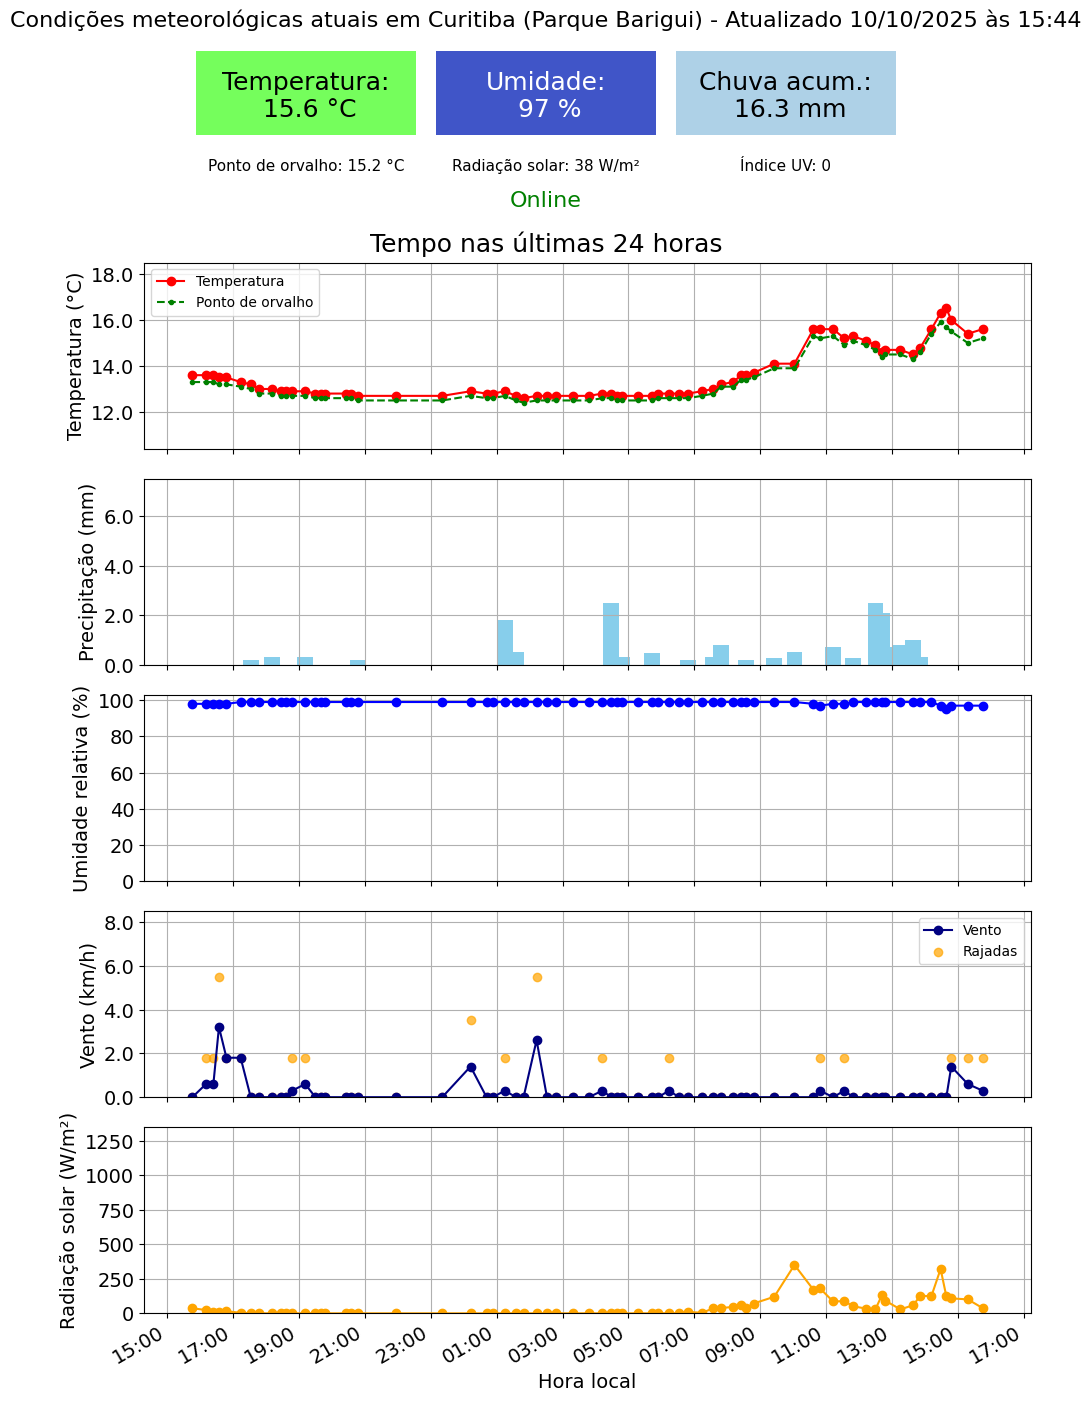 Condições meteorológicas atuais em Curitiba (Parque Barigui) - Atualizado 10/10/2025 às 15:44
Temperatura:
15.6 °C
Umidade:
97 %
Chuva acum.:
16.3 mm
Ponto de orvalho: 15.2 °C
Radiação solar: 38 W/m²
Índice UV: 0
Online
Tempo nas últimas 24 horas
Temperatura (°C)
18.0
16.0
14.0
12.0
Temperatura
Ponto de orvalho
Precipitação (mm)
6.0
4.0
2.0
0.0
Umidade relativa (%)
100
80
60
40
20
0
Vento (km/h)
8.0
6.0
4.0
2.0
0.0
Vento
Rajadas
Radiação solar (W/m²)
1250
1000
750
500
250
0
15:00
17:00
19:00
21:00
23:00
01:00
03:00
05:00
07:00
09:00
11:00
13:00
15:00
17:00
Hora local